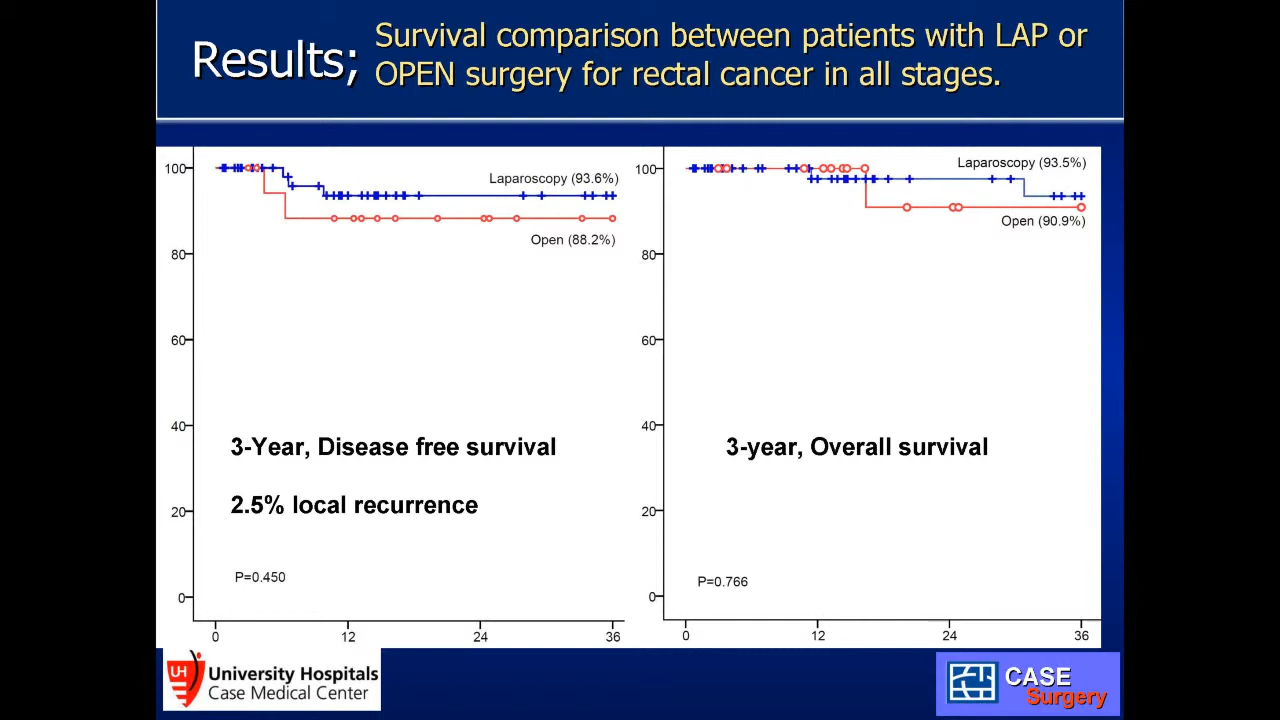 Results;
Survival comparison between patients with LAP or
OPEN surgery for rectal cancer in all stages.
100
80
60
40
20
0
0 12 24 36
Laparoscopy (93.6%)
Open (88.2%)
3-Year, Disease free survival
2.5% local recurrence
P=0.450
100
80
60
40
20
0
0 12 24 36
Laparoscopy (93.5%)
Open (90.9%)
3-year, Overall survival
P=0.766
UH
University Hospitals
Case Medical Center
CASE
Surgery